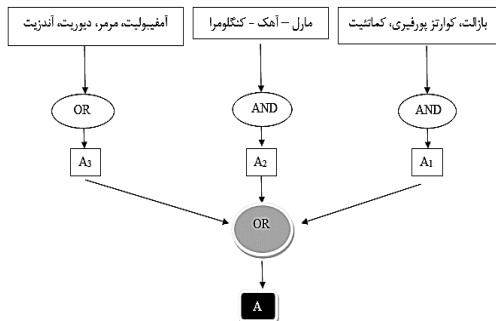 آمفیبولیت، مرمر، دیوریت، آندزیت
مارل – آهک - کنگلومرا
بازالت، کوارتز پورفیری، کماتئیت
OR
AND
AND
A3
A2
A1
OR
A